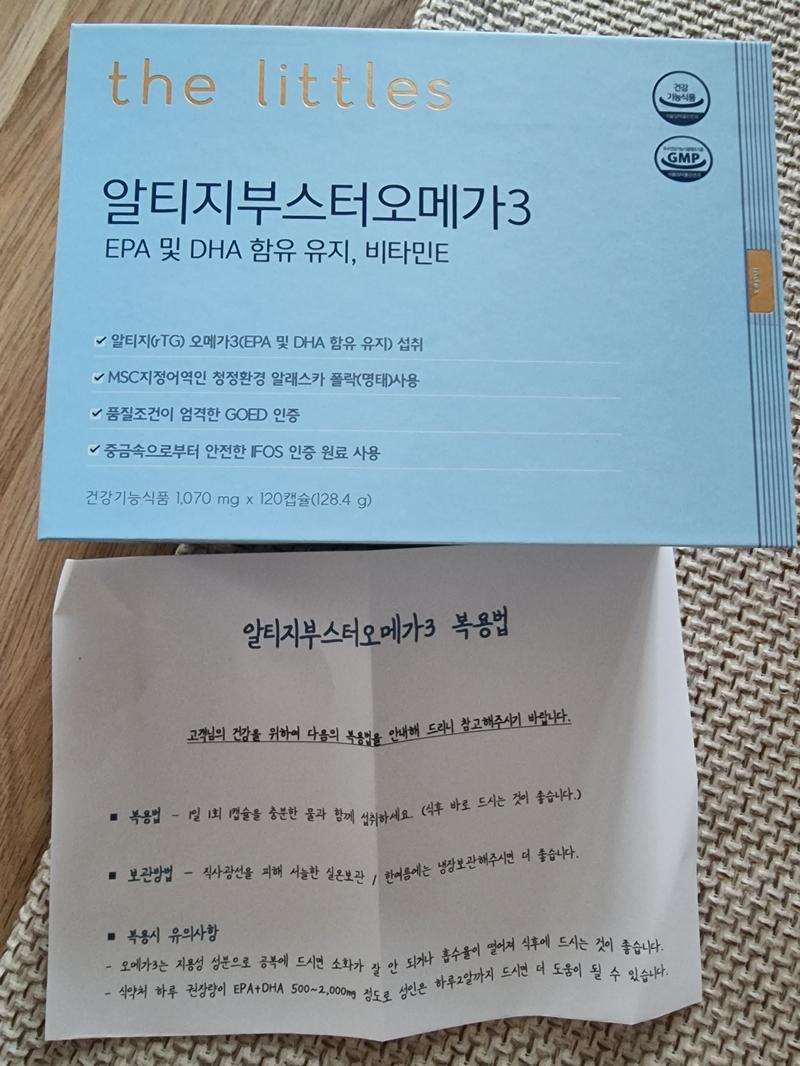 the littles
건강
기능식품
GMP
알티지부스터오메가3
EPA 및 DHA 함유 유지, 비타민E
알티지(rTG) 오메가3(EPA 및 DHA 함유 유지) 섭취
MSC지정어역인 청정환경 알래스카 폴락(명태)사용
품질조건이 엄격한 GOED 인증
중금속으로부터 안전한 IFOS 인증 원료 사용
건강기능식품 1,070 mg x 120캡슐(128.4 g)
알티지부스터오메가3 복용법
고객님의 건강을 위하여 다음의 복용법을 안내해 드리니 참고해주시기 바랍니다.
■ 복용법 - 1일 1회 1캡슐을 충분한 물과 함께 섭취하세요. (식후 바로 드시는 것이 좋습니다.)
■ 보관방법 - 직사광선을 피해 서늘한 실온보관 / 한여름에는 냉장보관해주시면 더 좋습니다.
■ 복용시 유의사항
- 오메가3는 지용성 성분으로 공복에 드시면 소화가 잘 안 되거나 흡수율이 떨어져 식후에 드시는 것이 좋습니다.
- 식약처 하루 권장량이 EPA+DHA 500~2,000mg 정도로 성인은 하루2알까지 드시면 더 도움이 될 수 있습니다.